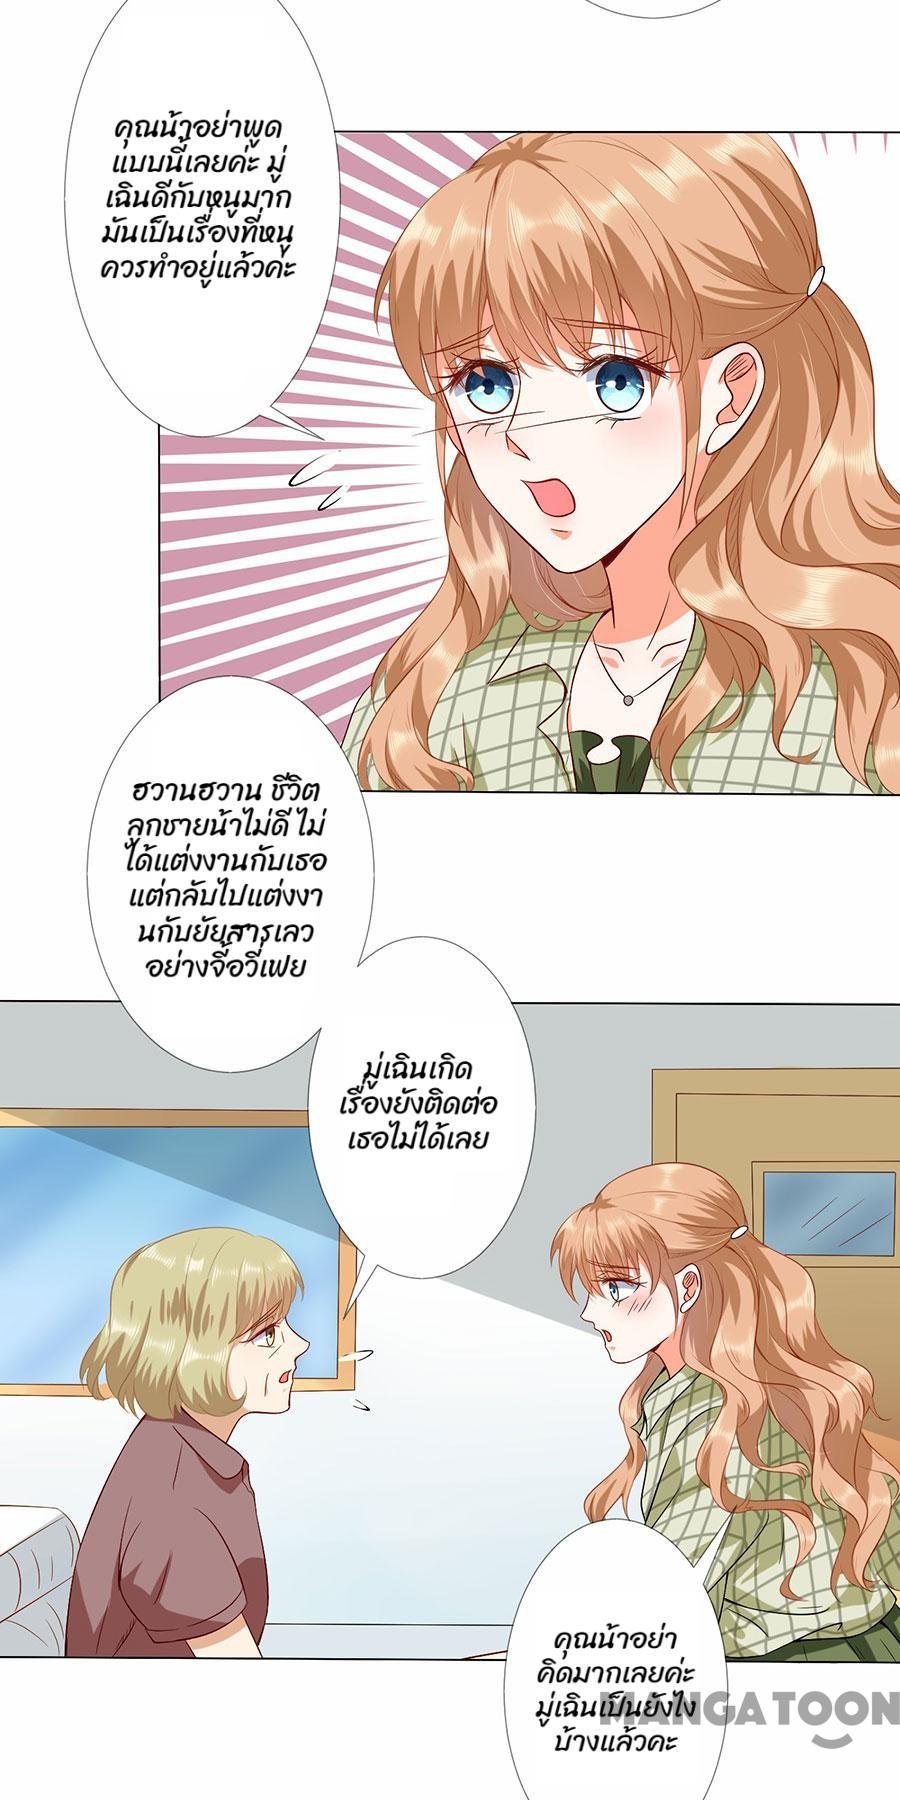 คุณน้าอย่าพูด
แบบนี้เลยค่ะ มู่
เฉินดีกับหนูมาก
มันเป็นเรื่องที่หนู
ควรทำอยู่แล้วค่ะ
ฮวานฮวาน ชีวิต
ลูกชายน้าไม่ดี ไม่
ได้แต่งงานกับเธอ
แต่กลับไปแต่งงา
นกับยัยสารเลว
อย่างจี้อวี่เฟย
มู่เฉินเกิด
เรื่องยังติดต่อ
เธอไม่ได้เลย
คุณน้าอย่า
คิดมากเลยค่ะ
มู่เฉินเป็นยังไง
บ้างแล้วคะ
MANGATOON